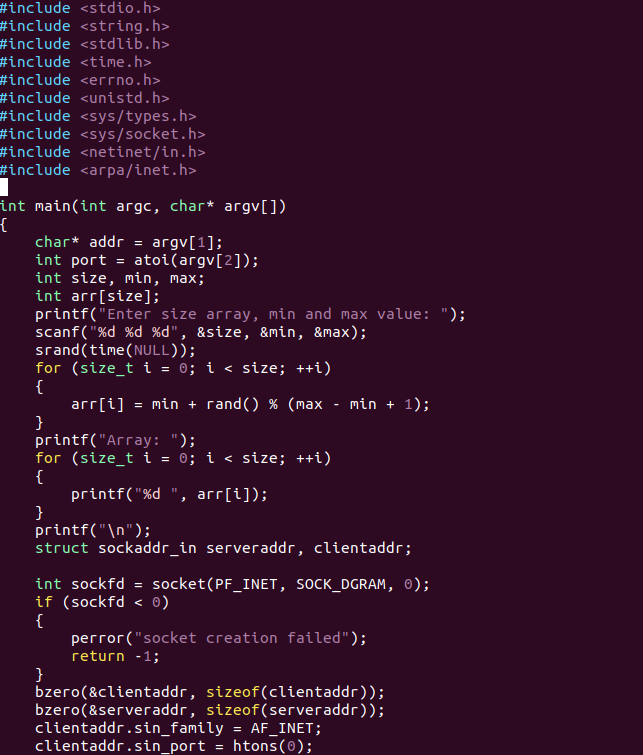 #include <stdio.h>
#include <string.h>
#include <stdlib.h>
#include <time.h>
#include <errno.h>
#include <unistd.h>
#include <sys/types.h>
#include <sys/socket.h>
#include <netinet/in.h>
#include <arpa/inet.h>
int main(int argc, char* argv[])
{
    char* addr = argv[1];
    int port = atoi(argv[2]);
    int size, min, max;
    int arr[size];
    printf("Enter size array, min and max value: ");
    scanf("%d %d %d", &size, &min, &max);
    srand(time(NULL));
    for (size_t i = 0; i < size; ++i)
    {
        arr[i] = min + rand() % (max - min + 1);
    }
    printf("Array: ");
    for (size_t i = 0; i < size; ++i)
    {
        printf("%d ", arr[i]);
    }
    printf("\n");
    struct sockaddr_in serveraddr, clientaddr;
    int sockfd = socket(PF_INET, SOCK_DGRAM, 0);
    if (sockfd < 0)
    {
        perror("socket creation failed");
        return -1;
    }
    bzero(&clientaddr, sizeof(clientaddr));
    bzero(&serveraddr, sizeof(serveraddr));
    clientaddr.sin_family = AF_INET;
    clientaddr.sin_port = htons(0);